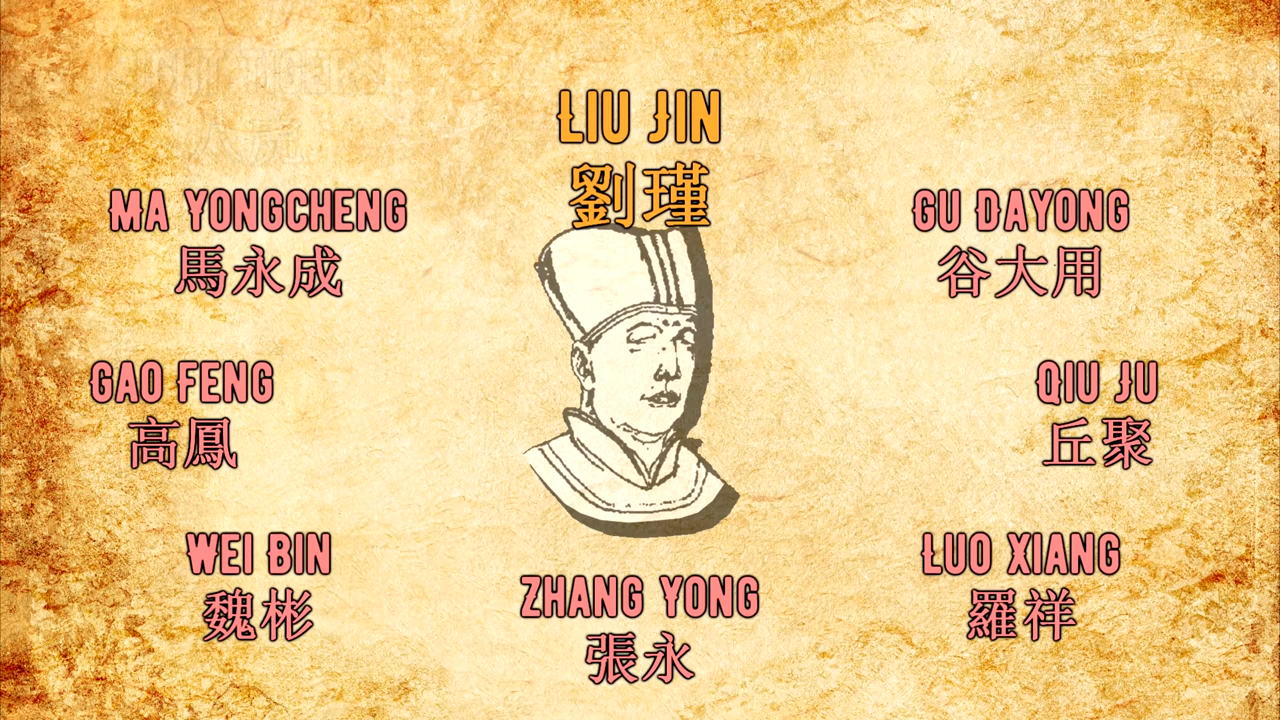 LIU JIN
劉瑾
MA YONGCHENG
馬永成
GU DAYONG
谷大用
GAO FENG
高鳳
QIU JU
丘聚
WEI BIN
魏彬
LUO XIANG
羅祥
ZHANG YONG
張永